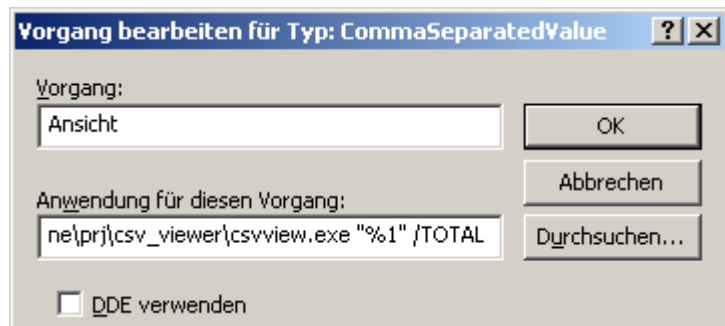 Vorgang bearbeiten für Typ: CommaSeparatedValue
Vorgang:
Ansicht
OK
Abbrechen
Anwendung für diesen Vorgang:
ne\prj\csv_viewer\csvview.exe "%1" /TOTAL
Durchsuchen...
DDE verwenden